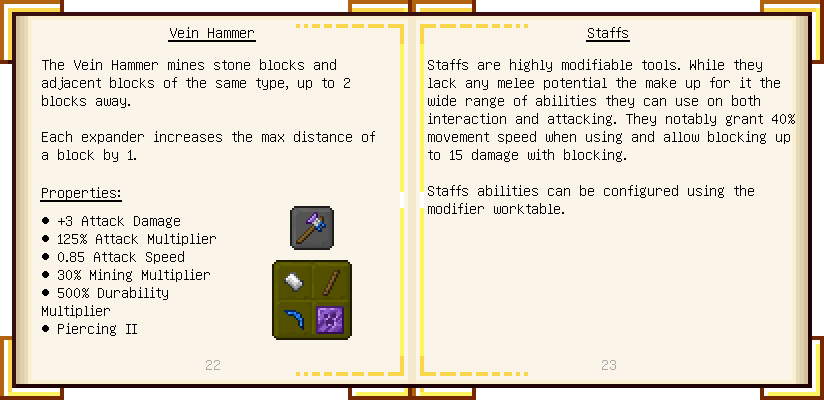 Vein Hammer
The Vein Hammer mines stone blocks and
adjacent blocks of the same type, up to 2
blocks away.
Each expander increases the max distance of
a block by 1.
Properties:
● +3 Attack Damage
● 125% Attack Multiplier
● 0.85 Attack Speed
● 30% Mining Multiplier
● 500% Durability
Multiplier
● Piercing II
22
Staffs
Staffs are highly modifiable tools. While they
lack any melee potential the make up for it the
wide range of abilities they can use on both
interaction and attacking. They notably grant 40%
movement speed when using and allow blocking up
to 15 damage with blocking.
Staffs abilities can be configured using the
modifier worktable.
23